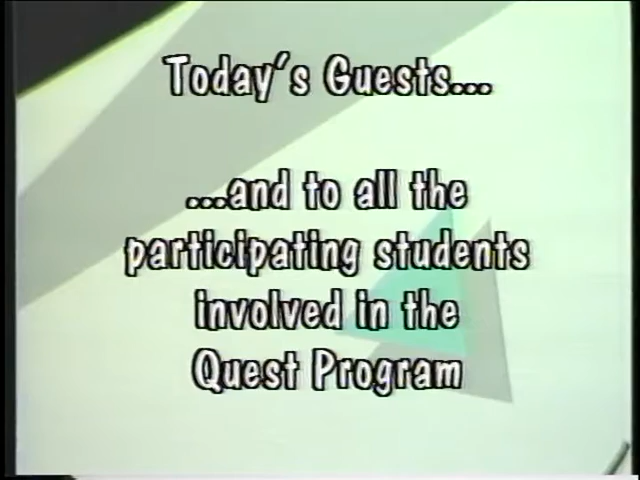 Today's Guests...
...and to all the
participating students
involved in the
Quest Program